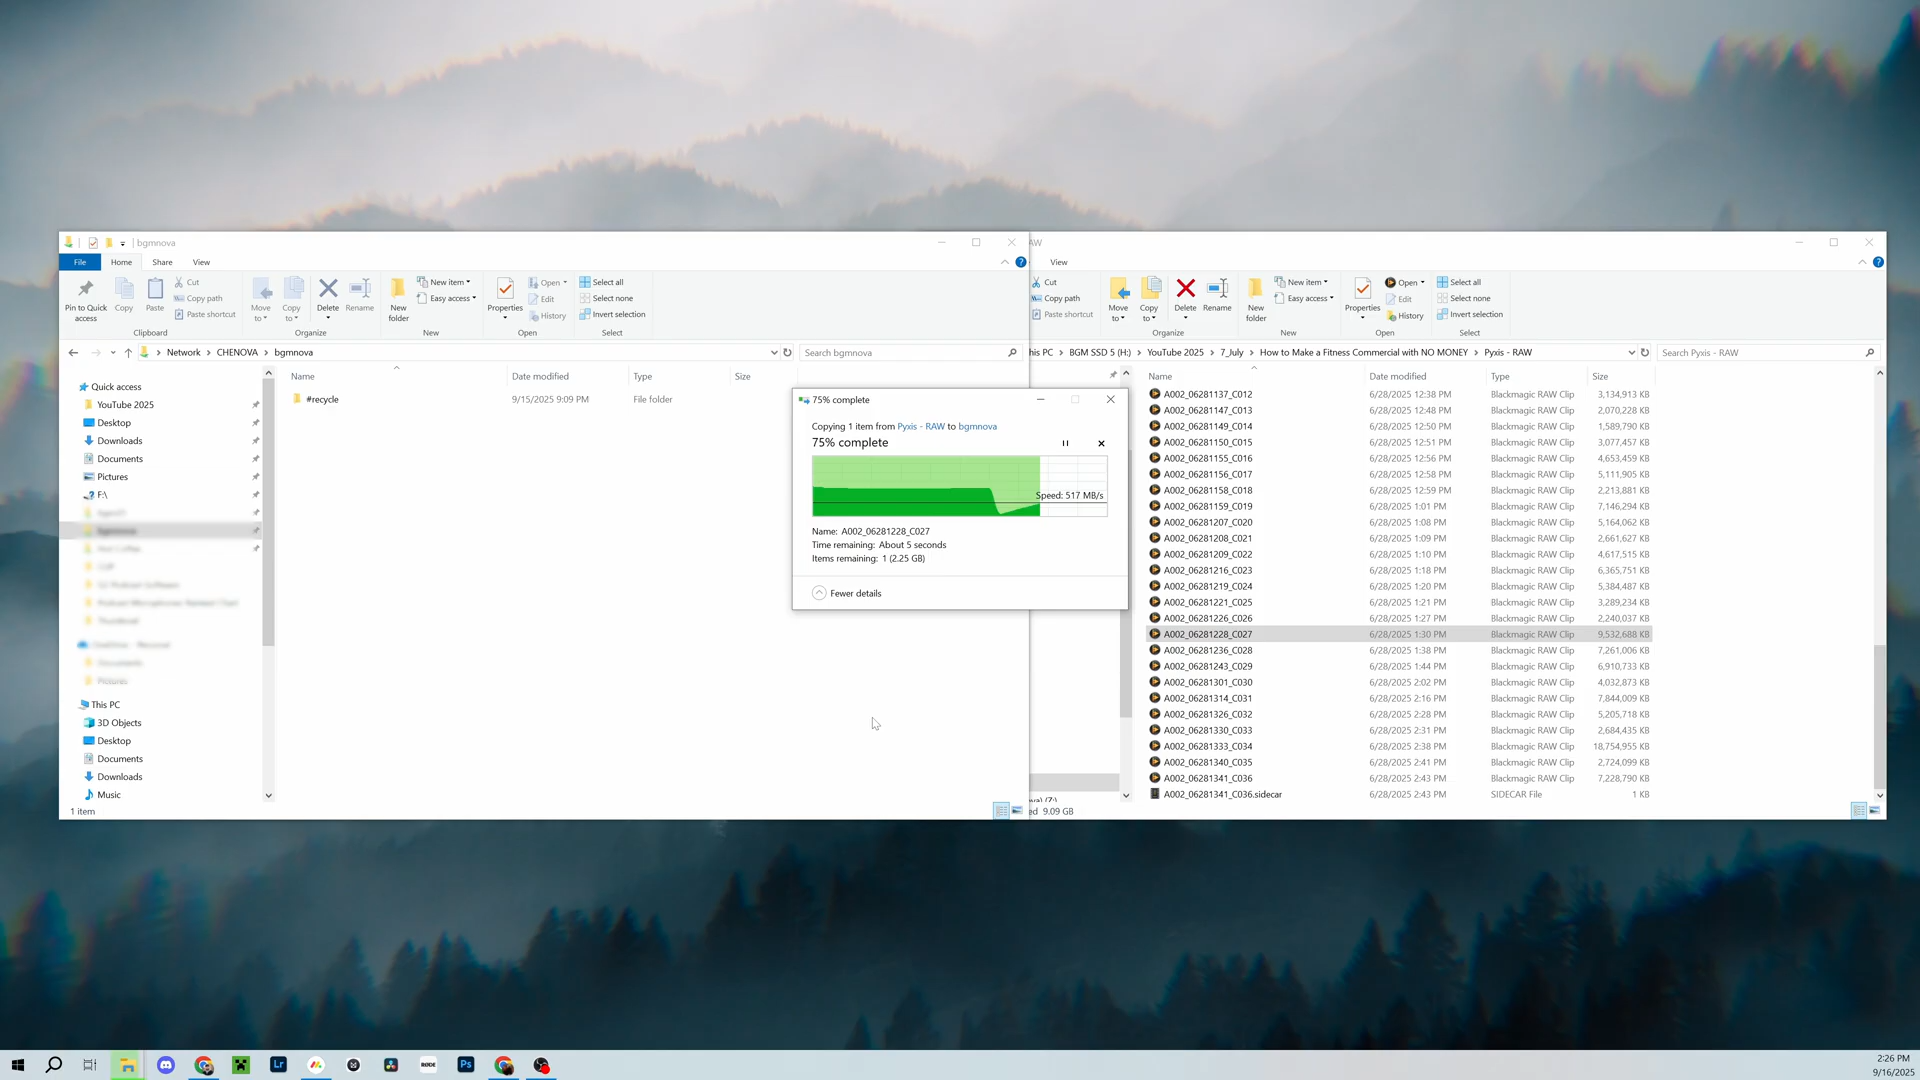 bgmnova
File
Home
Share
View
Pin to Quick access
Copy
Paste
Cut
Copy path
Paste shortcut
Clipboard
Move to
Copy to
Delete
Rename
Organize
New folder
New item
Easy access
New
Properties
Open
Edit
History
Open
Select all
Select none
Invert selection
Select
Network > CHENOVA > bgmnova
Search bgmnova
Quick access
YouTube 2025
Desktop
Downloads
Documents
Pictures
F:\
This PC
3D Objects
Desktop
Documents
Downloads
Music
1 item
Name Date modified Type Size
#recycle 9/15/2025 9:09 PM File folder
75% complete
Copying 1 item from Pyxis - RAW to bgmnova
75% complete
Speed: 517 MB/s
Name: A002_06281228_C027
Time remaining: About 5 seconds
Items remaining: 1 (2.25 GB)
Fewer details
AW
View
Cut
Copy path
Paste shortcut
Move to
Copy to
Delete
Rename
Organize
New folder
New item
Easy access
New
Properties
Open
Edit
History
Open
Select all
Select none
Invert selection
Select
his PC > BGM SSD 5 (H:) > YouTube 2025 > 7_July > How to Make a Fitness Commercial with NO MONEY > Pyxis - RAW
Search Pyxis - RAW
Name Date modified Type Size
A002_06281137_C012 6/28/2025 12:38 PM Blackmagic RAW Clip 3,134,913 KB
A002_06281147_C013 6/28/2025 12:48 PM Blackmagic RAW Clip 2,070,228 KB
A002_06281149_C014 6/28/2025 12:50 PM Blackmagic RAW Clip 1,589,790 KB
A002_06281150_C015 6/28/2025 12:51 PM Blackmagic RAW Clip 3,077,457 KB
A002_06281155_C016 6/28/2025 12:56 PM Blackmagic RAW Clip 4,653,459 KB
A002_06281156_C017 6/28/2025 12:58 PM Blackmagic RAW Clip 5,111,905 KB
A002_06281158_C018 6/28/2025 12:59 PM Blackmagic RAW Clip 2,213,881 KB
A002_06281159_C019 6/28/2025 1:01 PM Blackmagic RAW Clip 7,146,294 KB
A002_06281207_C020 6/28/2025 1:08 PM Blackmagic RAW Clip 5,164,062 KB
A002_06281208_C021 6/28/2025 1:09 PM Blackmagic RAW Clip 2,661,627 KB
A002_06281209_C022 6/28/2025 1:10 PM Blackmagic RAW Clip 4,617,515 KB
A002_06281216_C023 6/28/2025 1:18 PM Blackmagic RAW Clip 6,365,751 KB
A002_06281219_C024 6/28/2025 1:20 PM Blackmagic RAW Clip 5,384,487 KB
A002_06281221_C025 6/28/2025 1:21 PM Blackmagic RAW Clip 3,289,234 KB
A002_06281226_C026 6/28/2025 1:27 PM Blackmagic RAW Clip 2,240,037 KB
A002_06281228_C027 6/28/2025 1:30 PM Blackmagic RAW Clip 9,532,688 KB
A002_06281236_C028 6/28/2025 1:38 PM Blackmagic RAW Clip 7,261,006 KB
A002_06281243_C029 6/28/2025 1:44 PM Blackmagic RAW Clip 6,910,733 KB
A002_06281301_C030 6/28/2025 2:02 PM Blackmagic RAW Clip 4,032,873 KB
A002_06281314_C031 6/28/2025 2:16 PM Blackmagic RAW Clip 7,844,009 KB
A002_06281326_C032 6/28/2025 2:28 PM Blackmagic RAW Clip 5,205,718 KB
A002_06281330_C033 6/28/2025 2:31 PM Blackmagic RAW Clip 2,684,435 KB
A002_06281333_C034 6/28/2025 2:38 PM Blackmagic RAW Clip 18,754,955 KB
A002_06281340_C035 6/28/2025 2:41 PM Blackmagic RAW Clip 2,724,099 KB
A002_06281341_C036 6/28/2025 2:43 PM Blackmagic RAW Clip 7,228,790 KB
A002_06281341_C036.sidecar 6/28/2025 2:43 PM SIDECAR File 1 KB
ed 9.09 GB
Lr
RØDE
Ps
2:26 PM
9/16/2025